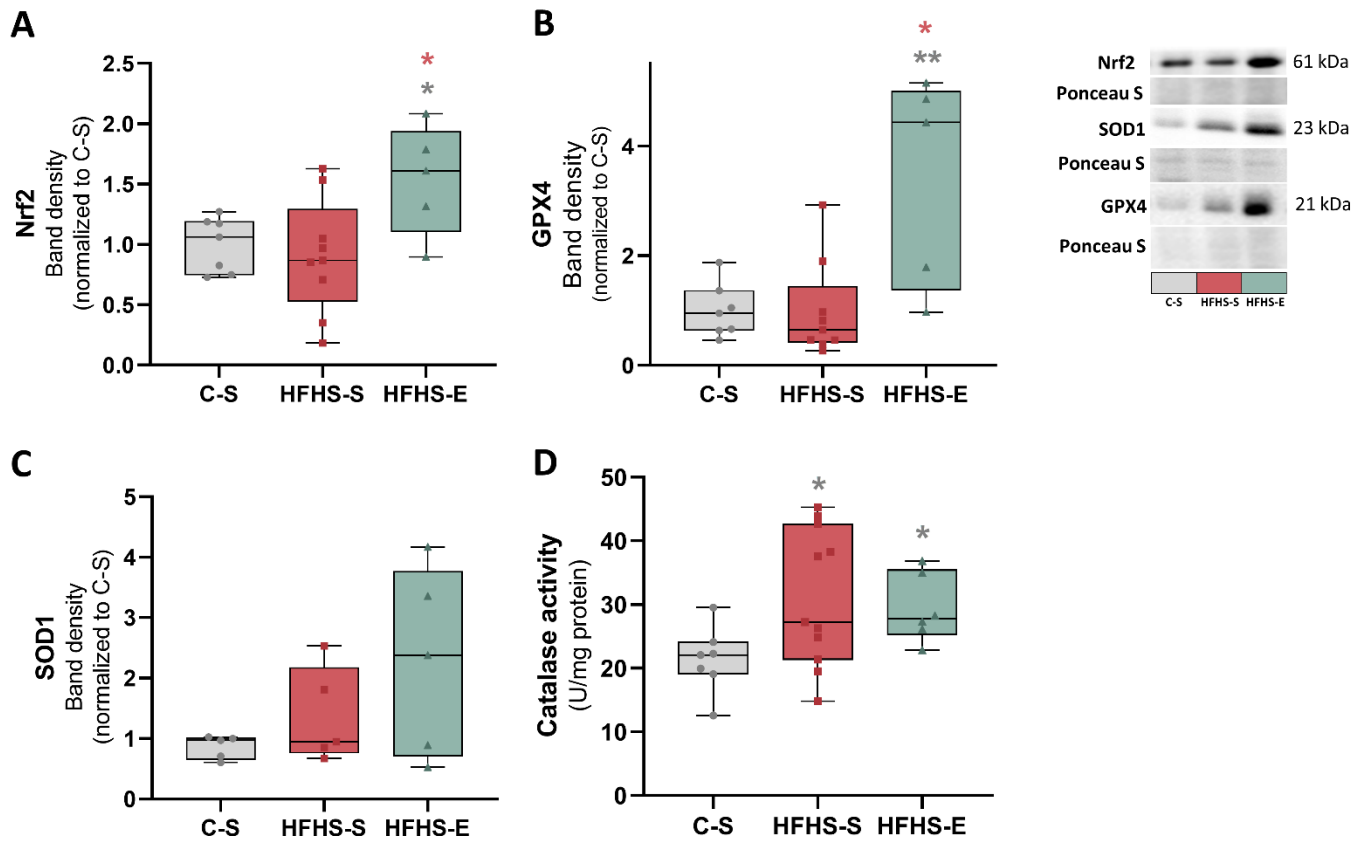 A
Nrf2
Band density
(normalized to C-S)
2.5
2.0
1.5
1.0
0.5
0.0
*
*
C-S HFHS-S HFHS-E
B
GPX4
Band density
(normalized to C-S)
4
2
0
*
**
C-S HFHS-S HFHS-E
Nrf2 61 kDa
Ponceau S
SOD1 23 kDa
Ponceau S
GPX4 21 kDa
Ponceau S
C-S HFHS-S HFHS-E
C
SOD1
Band density
(normalized to C-S)
5
4
3
2
1
0
C-S HFHS-S HFHS-E
D
Catalase activity
(U/mg protein)
50
40
30
20
10
0
*
*
C-S HFHS-S HFHS-E